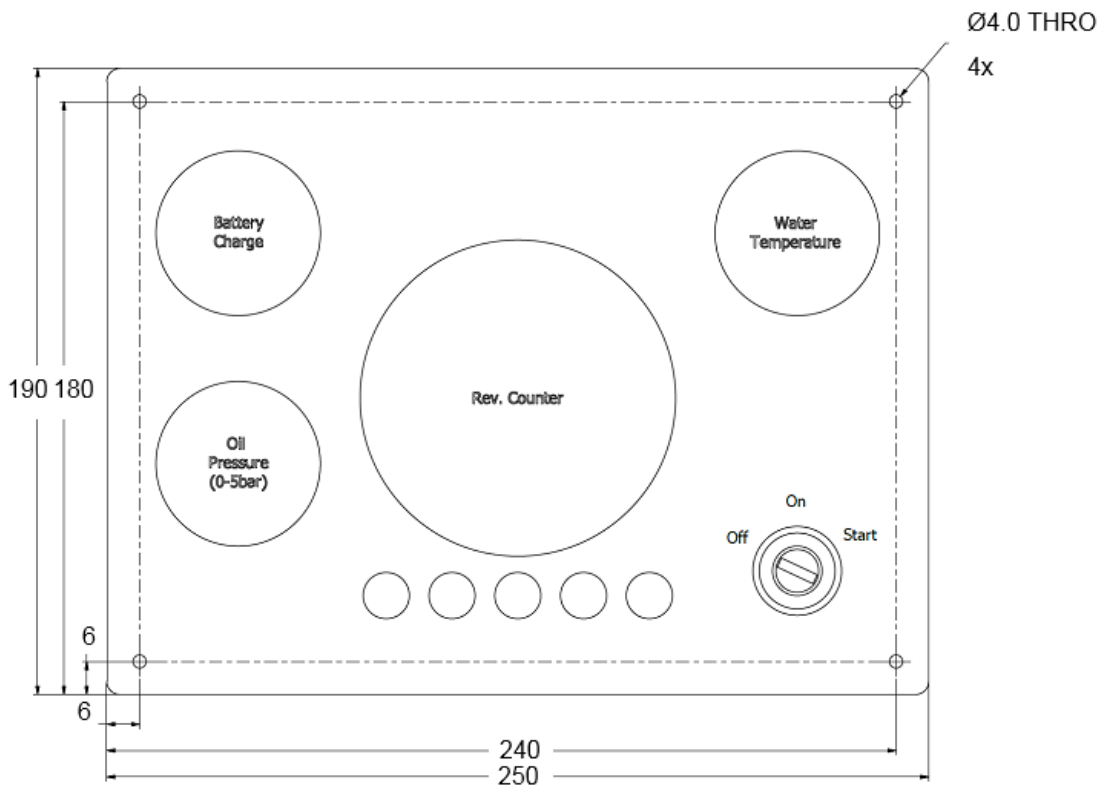 Ø4.0 THRO
4x
Battery
Charge
Water
Temperature
190
180
Rev. Counter
Oil
Pressure
(0-5bar)
On
Off
Start
6
6
240
250